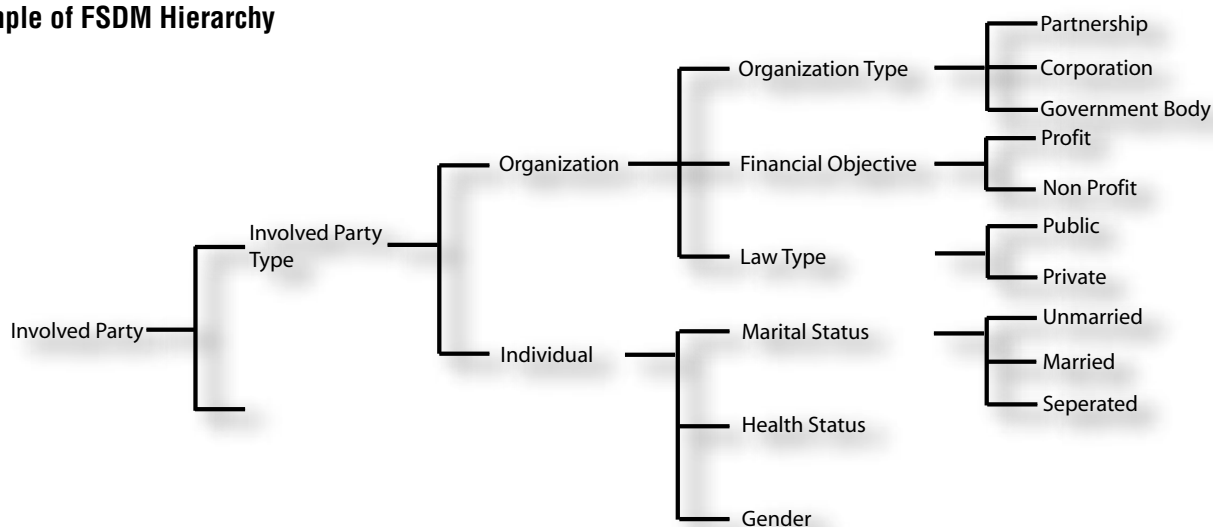 ple of FSDM Hierarchy
Partnership
Organization Type
Corporation
Government Body
Profit
Organization
Financial Objective
Non Profit
Public
Involved Party
Type
Law Type
Private
Involved Party
Unmarried
Marital Status
Individual
Married
Seperated
Health Status
Gender